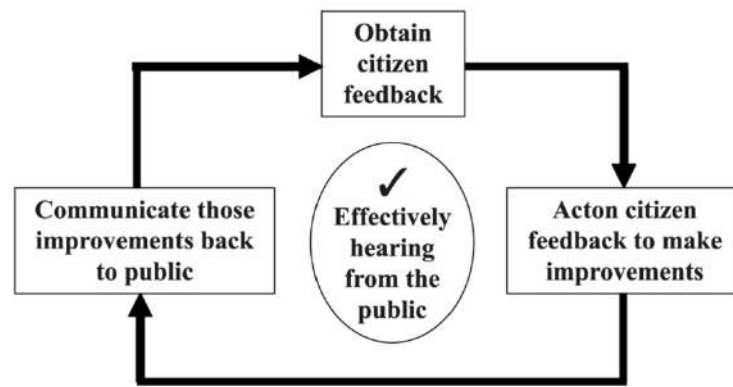 Obtain
citizen
feedback
Communicate those
improvements back
to public
✓
Effectively
hearing
from the
public
Acton citizen
feedback to make
improvements